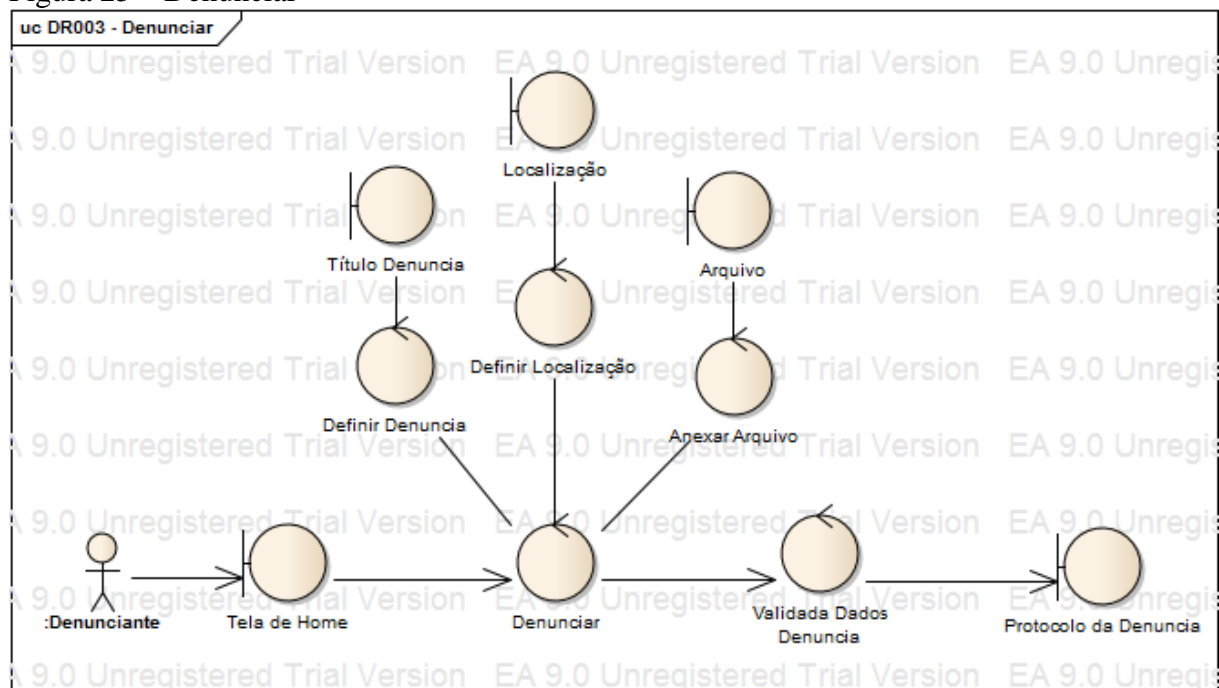 Figura 23 – Denunciar
uc DR003 - Denunciar
Localização
Título Denuncia
Arquivo
Definir Localização
Definir Denuncia
Anexar Arquivo
:Denunciante
Tela de Home
Denunciar
Validada Dados
Denuncia
Protocolo da Denuncia
EA 9.0 Unregistered Trial Version